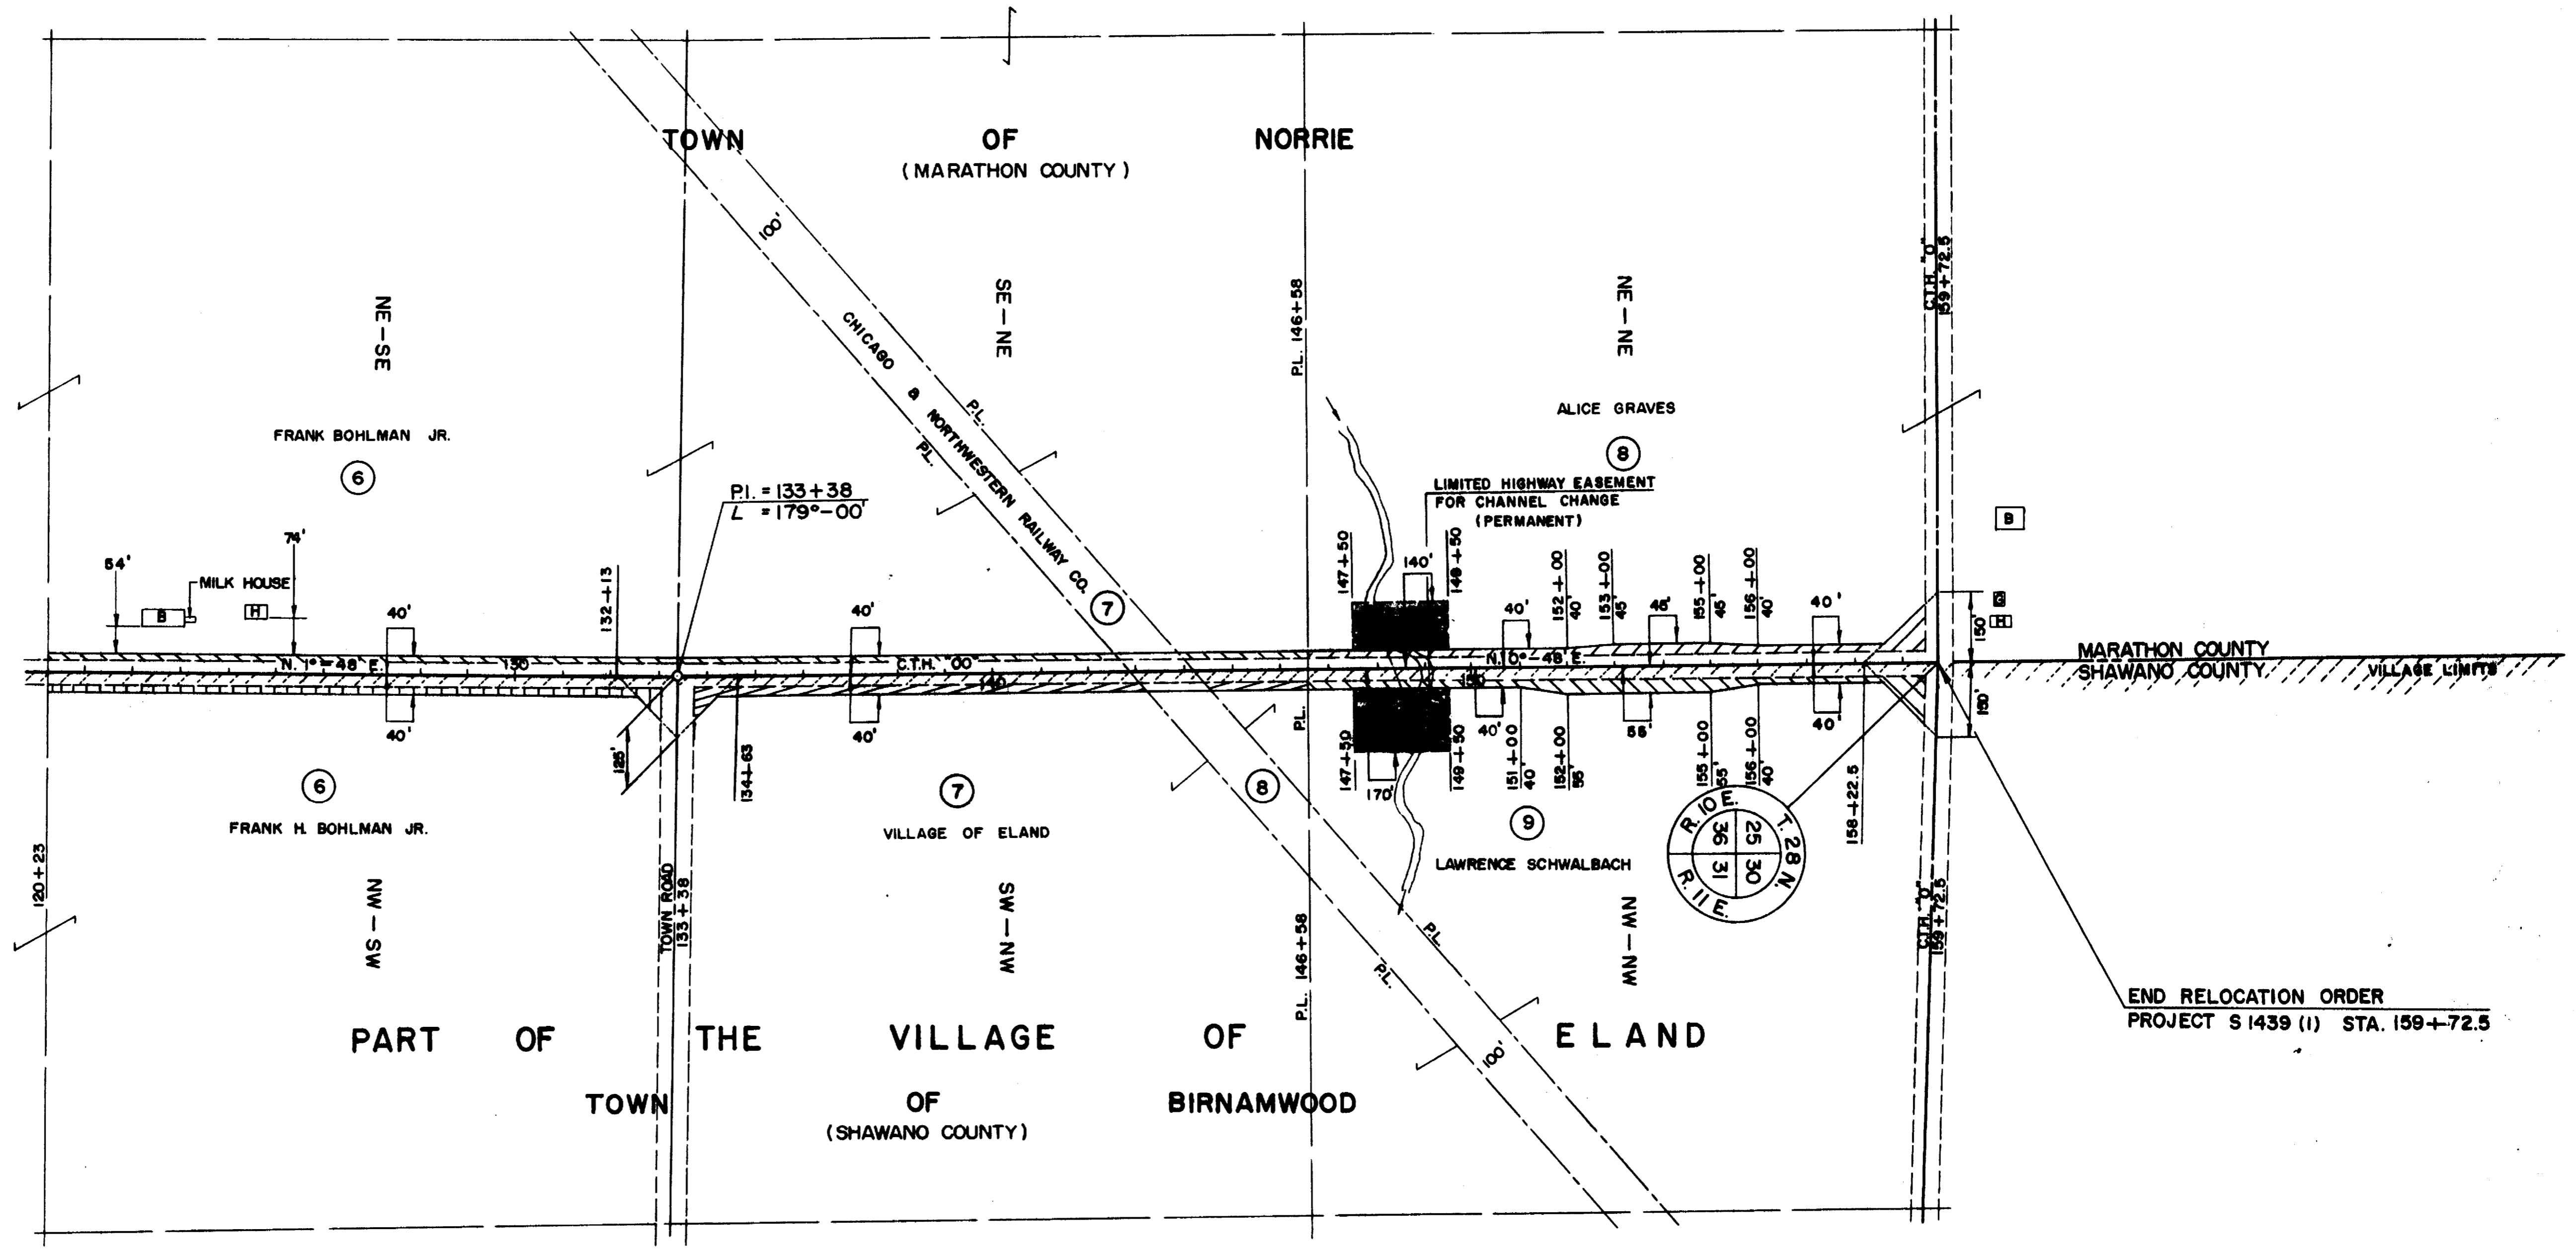 TOWN OF NORRIE
(MARATHON COUNTY)
100'
NE-SE
SE-NE
NE-NE
P.L. 146+58
C.T.H. "O"
159+72.5
CHICAGO & NORTHWESTERN RAILWAY CO.
P.L.
P.L.
FRANK BOHLMAN JR.
6
ALICE GRAVES
8
LIMITED HIGHWAY EASEMENT
FOR CHANNEL CHANGE
(PERMANENT)
P.I. = 133+38
L = 179°-00'
B
54'
74'
MILK HOUSE
B
H
40'
132+13
40'
7
147+50
140'
149+50
40'
152+00
40'
153+00
45'
45'
155+00
45'
156+00
40'
40'
G
H
150'
MARATHON COUNTY
N. 1°-48' E.
130
C.T.H. "OO"
N. 0°-48' E.
SHAWANO COUNTY
VILLAGE LIMITS
140
150
40'
125'
134+63
40'
P.L.
147+50
170'
149+50
40'
151+00
40'
152+00
55'
55'
155+00
55'
156+00
40'
40'
158+22.5
150'
6
FRANK H. BOHLMAN JR.
7
VILLAGE OF ELAND
8
9
LAWRENCE SCHWALBACH
R. 10 E.
T. 28 N.
R. 11 E.
36 25
31 30
120+23
NW-SW
TOWN ROAD
133+38
SW-NW
P.L. 146+58
P.L.
P.L.
NW-NW
C.T.H. "O"
159+72.5
END RELOCATION ORDER
PROJECT S 1439 (1) STA. 159+72.5
PART OF THE VILLAGE OF ELAND
100'
TOWN OF BIRNAMWOOD
(SHAWANO COUNTY)